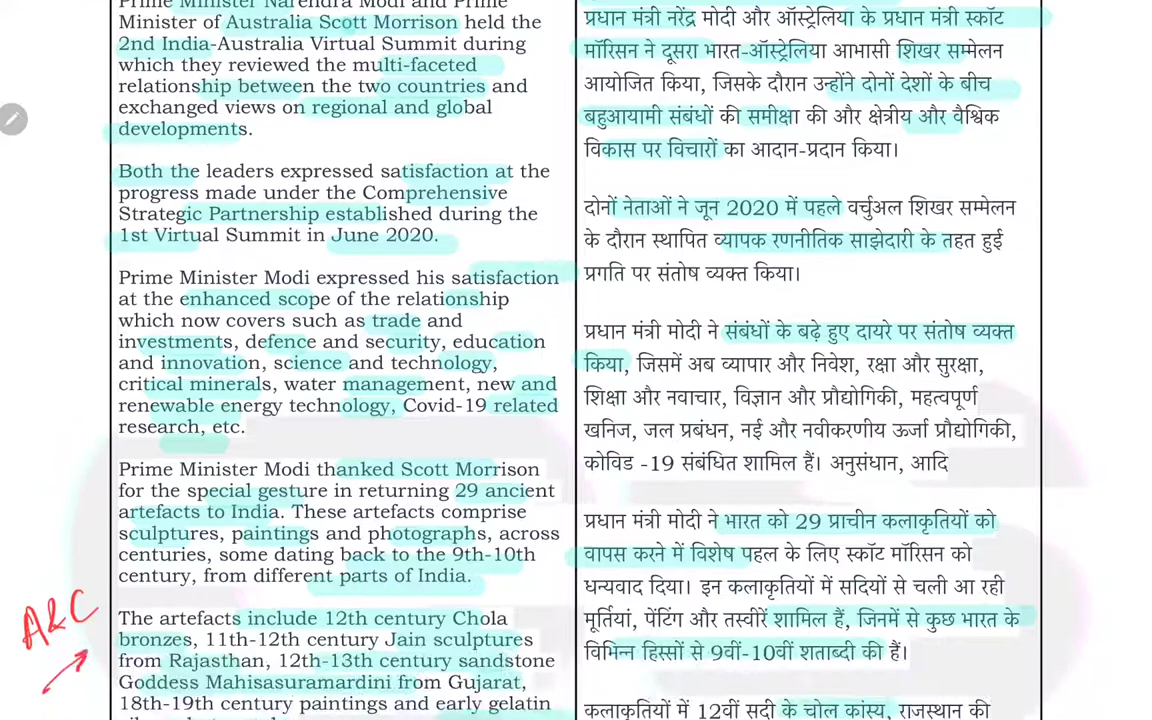 Prime Minister Narendra Modi and Prime
Minister of Australia Scott Morrison held the
2nd India-Australia Virtual Summit during
which they reviewed the multi-faceted
relationship between the two countries and
exchanged views on regional and global
developments.
Both the leaders expressed satisfaction at the
progress made under the Comprehensive
Strategic Partnership established during the
1st Virtual Summit in June 2020.
Prime Minister Modi expressed his satisfaction
at the enhanced scope of the relationship
which now covers such as trade and
investments, defence and security, education
and innovation, science and technology,
critical minerals, water management, new and
renewable energy technology, Covid-19 related
research, etc.
Prime Minister Modi thanked Scott Morrison
for the special gesture in returning 29 ancient
artefacts to India. These artefacts comprise
sculptures, paintings and photographs, across
centuries, some dating back to the 9th-10th
century, from different parts of India.
A&C
The artefacts include 12th century Chola
bronzes, 11th-12th century Jain sculptures
from Rajasthan, 12th-13th century sandstone
Goddess Mahisasuramardini from Gujarat,
18th-19th century paintings and early gelatin
प्रधान मंत्री नरेंद्र मोदी और ऑस्ट्रेलिया के प्रधान मंत्री स्कॉट
मॉरिसन ने दूसरा भारत-ऑस्ट्रेलिया आभासी शिखर सम्मेलन
आयोजित किया, जिसके दौरान उन्होंने दोनों देशों के बीच
बहुआयामी संबंधों की समीक्षा की और क्षेत्रीय और वैश्विक
विकास पर विचारों का आदान-प्रदान किया।
दोनों नेताओं ने जून 2020 में पहले वर्चुअल शिखर सम्मेलन
के दौरान स्थापित व्यापक रणनीतिक साझेदारी के तहत हुई
प्रगति पर संतोष व्यक्त किया।
प्रधान मंत्री मोदी ने संबंधों के बढ़े हुए दायरे पर संतोष व्यक्त
किया, जिसमें अब व्यापार और निवेश, रक्षा और सुरक्षा,
शिक्षा और नवाचार, विज्ञान और प्रौद्योगिकी, महत्वपूर्ण
खनिज, जल प्रबंधन, नई और नवीकरणीय ऊर्जा प्रौद्योगिकी,
कोविड -19 संबंधित शामिल हैं। अनुसंधान, आदि
प्रधान मंत्री मोदी ने भारत को 29 प्राचीन कलाकृतियों को
वापस करने में विशेष पहल के लिए स्कॉट मॉरिसन को
धन्यवाद दिया। इन कलाकृतियों में सदियों से चली आ रही
मूर्तियां, पेंटिंग और तस्वीरें शामिल हैं, जिनमें से कुछ भारत के
विभिन्न हिस्सों से 9वीं-10वीं शताब्दी की हैं।
कलाकृतियों में 12वीं सदी के चोल कांस्य, राजस्थान की